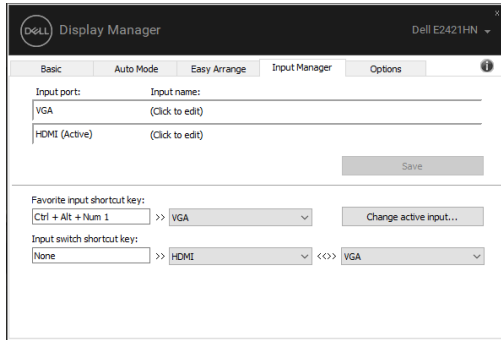 DELL Display Manager
x
Dell E2421HN
Basic Auto Mode Easy Arrange Input Manager Options
Input port: Input name:
VGA (Click to edit)
HDMI (Active) (Click to edit)
Save
Favorite input shortcut key:
Ctrl + Alt + Num 1 >> VGA Change active input...
Input switch shortcut key:
None >> HDMI <<>> VGA